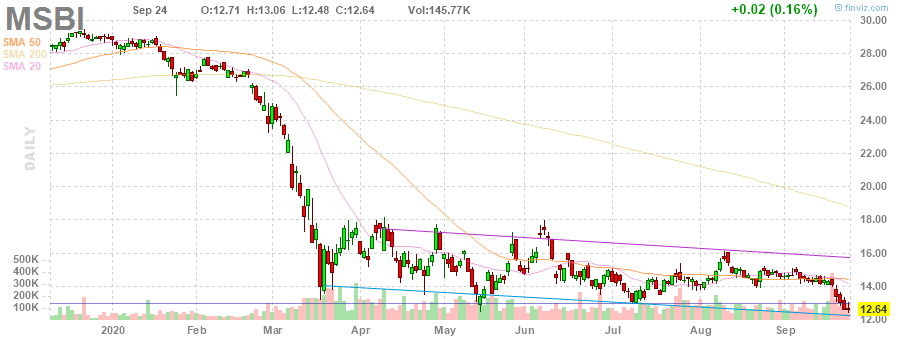 MSBI Sep 24 O:12.71 H:13.06 L:12.48 C:12.64 Vol:145.77K +0.02 (0.16%) © finviz.com
SMA 50
SMA 200
SMA 20
DAILY
30.00
28.00
26.00
24.00
22.00
20.00
18.00
16.00
14.00
12.64
12.00
500K
400K
300K
200K
100K
2020 Feb Mar Apr May Jun Jul Aug Sep